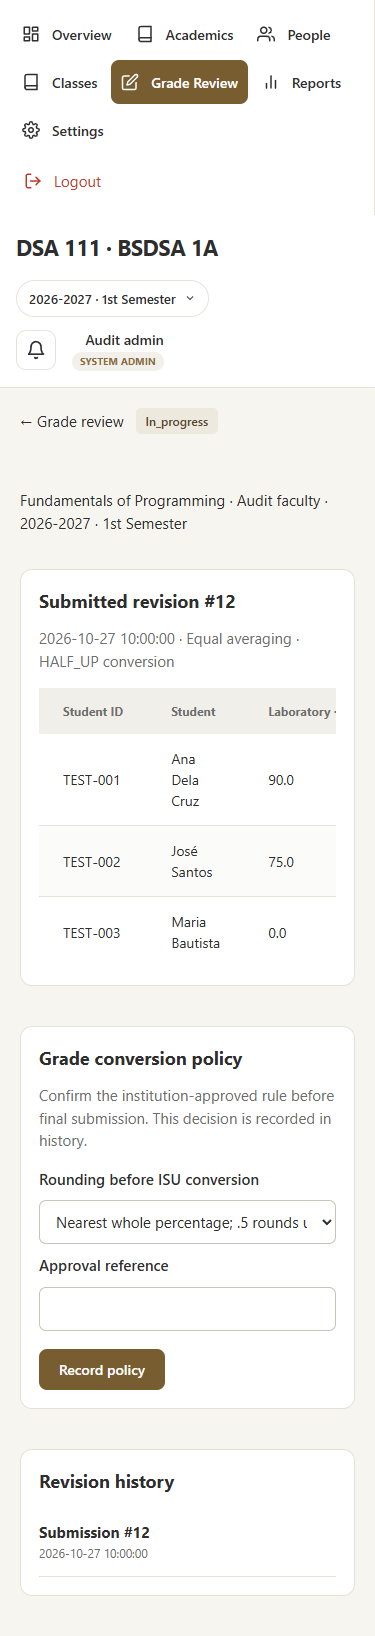 Overview Academics People
Classes Grade Review Reports
Settings
Logout
DSA 111 · BSDSA 1A
2026-2027 · 1st Semester
Audit admin
SYSTEM ADMIN
← Grade review In_progress
Fundamentals of Programming · Audit faculty ·
2026-2027 · 1st Semester
Submitted revision #12
2026-10-27 10:00:00 · Equal averaging ·
HALF_UP conversion
Student ID Student Laboratory ·
TEST-001 Ana Dela Cruz 90.0
TEST-002 José Santos 75.0
TEST-003 Maria Bautista 0.0
Grade conversion policy
Confirm the institution-approved rule before
final submission. This decision is recorded in
history.
Rounding before ISU conversion
Nearest whole percentage; .5 rounds
Approval reference
Record policy
Revision history
Submission #12
2026-10-27 10:00:00